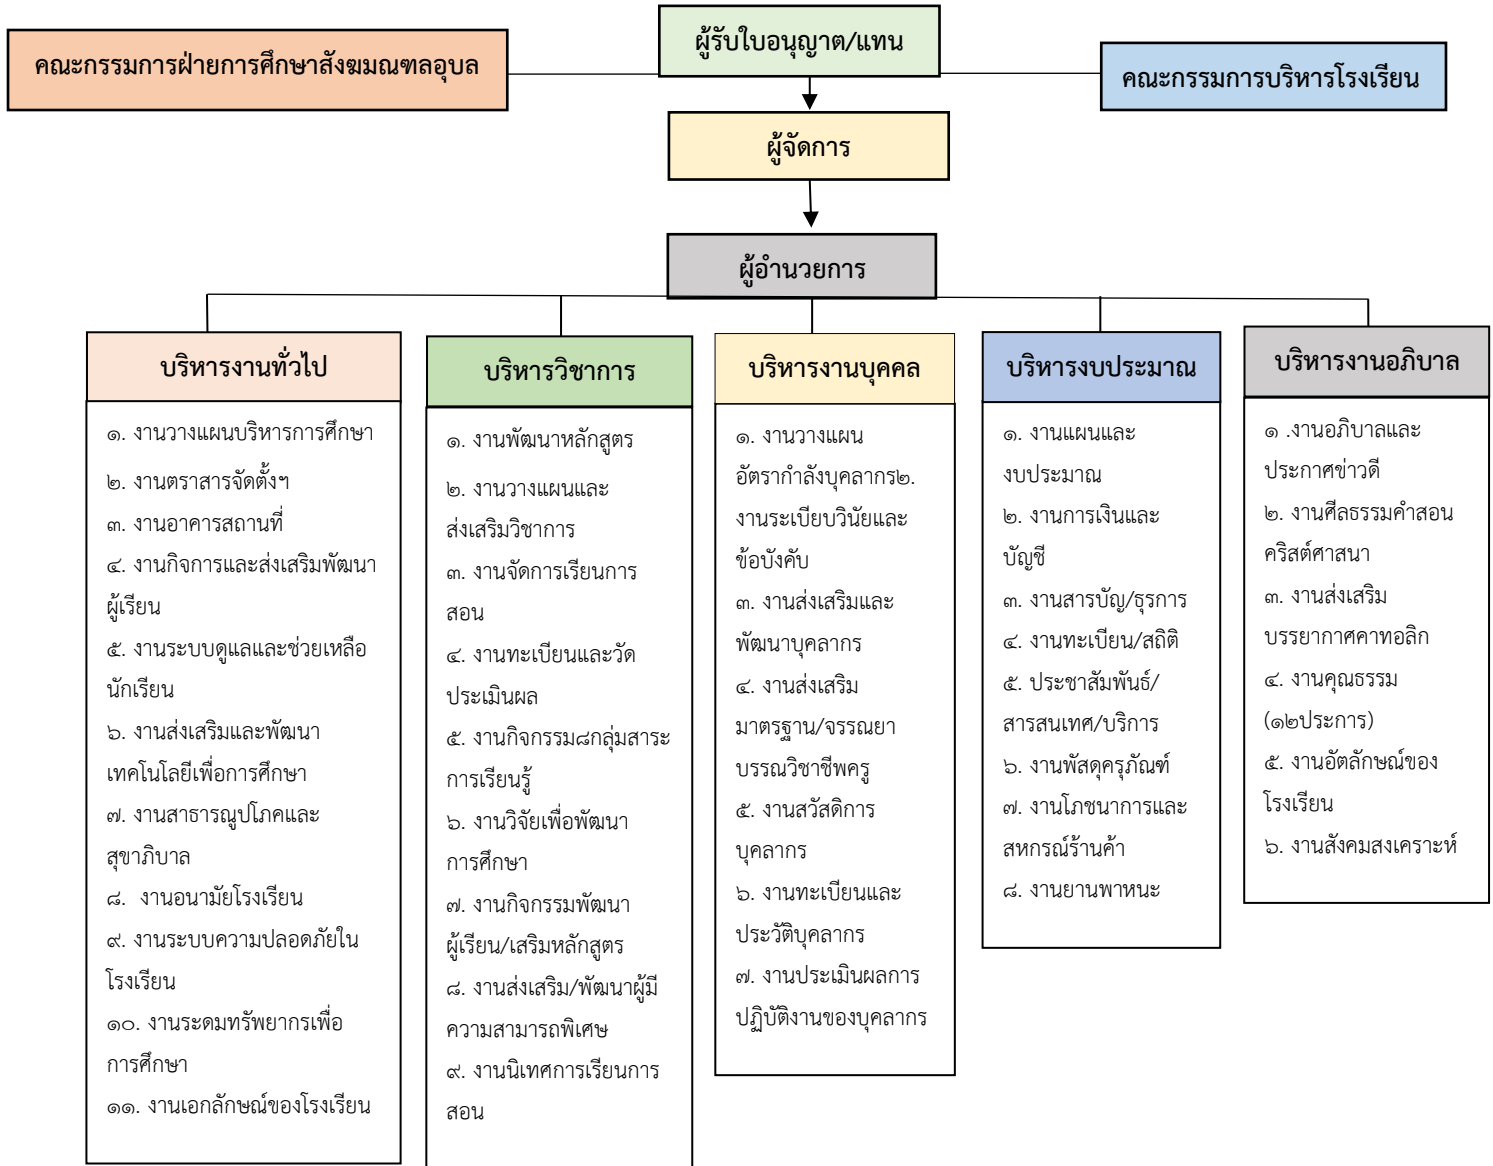 ผู้รับใบอนุญาต/แทน
คณะกรรมการฝ่ายการศึกษาสังฆมณฑลอุบล
คณะกรรมการบริหารโรงเรียน
ผู้จัดการ
ผู้อำนวยการ
บริหารงานทั่วไป
๑. งานวางแผนบริหารการศึกษา
๒. งานตราสารจัดตั้งฯ
๓. งานอาคารสถานที่
๔. งานกิจการและส่งเสริมพัฒนา
ผู้เรียน
๕. งานระบบดูแลและช่วยเหลือ
นักเรียน
๖. งานส่งเสริมและพัฒนา
เทคโนโลยีเพื่อการศึกษา
๗. งานสาธารณูปโภคและ
สุขาภิบาล
๘. งานอนามัยโรงเรียน
๙. งานระบบความปลอดภัยใน
โรงเรียน
๑๐. งานระดมทรัพยากรเพื่อ
การศึกษา
๑๑. งานเอกลักษณ์ของโรงเรียน
บริหารวิชาการ
๑. งานพัฒนาหลักสูตร
๒. งานวางแผนและ
ส่งเสริมวิชาการ
๓. งานจัดการเรียนการ
สอน
๔. งานทะเบียนและวัด
ประเมินผล
๕. งานกิจกรรม๘กลุ่มสาระ
การเรียนรู้
๖. งานวิจัยเพื่อพัฒนา
การศึกษา
๗. งานกิจกรรมพัฒนา
ผู้เรียน/เสริมหลักสูตร
๘. งานส่งเสริม/พัฒนาผู้มี
ความสามารถพิเศษ
๙. งานนิเทศการเรียนการ
สอน
บริหารงานบุคคล
๑. งานวางแผน
อัตรากำลังบุคลากร๒.
งานระเบียบวินัยและ
ข้อบังคับ
๓. งานส่งเสริมและ
พัฒนาบุคลากร
๔. งานส่งเสริม
มาตรฐาน/จรรณยา
บรรณวิชาชีพครู
๕. งานสวัสดิการ
บุคลากร
๖. งานทะเบียนและ
ประวัติบุคลากร
๗. งานประเมินผลการ
ปฏิบัติงานของบุคลากร
บริหารงบประมาณ
๑. งานแผนและ
งบประมาณ
๒. งานการเงินและ
บัญชี
๓. งานสารบัญ/ธุรการ
๔. งานทะเบียน/สถิติ
๕. ประชาสัมพันธ์/
สารสนเทศ/บริการ
๖. งานพัสดุครุภัณฑ์
๗. งานโภชนาการและ
สหกรณ์ร้านค้า
๘. งานยานพาหนะ
บริหารงานอภิบาล
๑ .งานอภิบาลและ
ประกาศข่าวดี
๒. งานศีลธรรมคำสอน
คริสต์ศาสนา
๓. งานส่งเสริม
บรรยากาศคาทอลิก
๔. งานคุณธรรม
(๑๒ประการ)
๕. งานอัตลักษณ์ของ
โรงเรียน
๖. งานสังคมสงเคราะห์